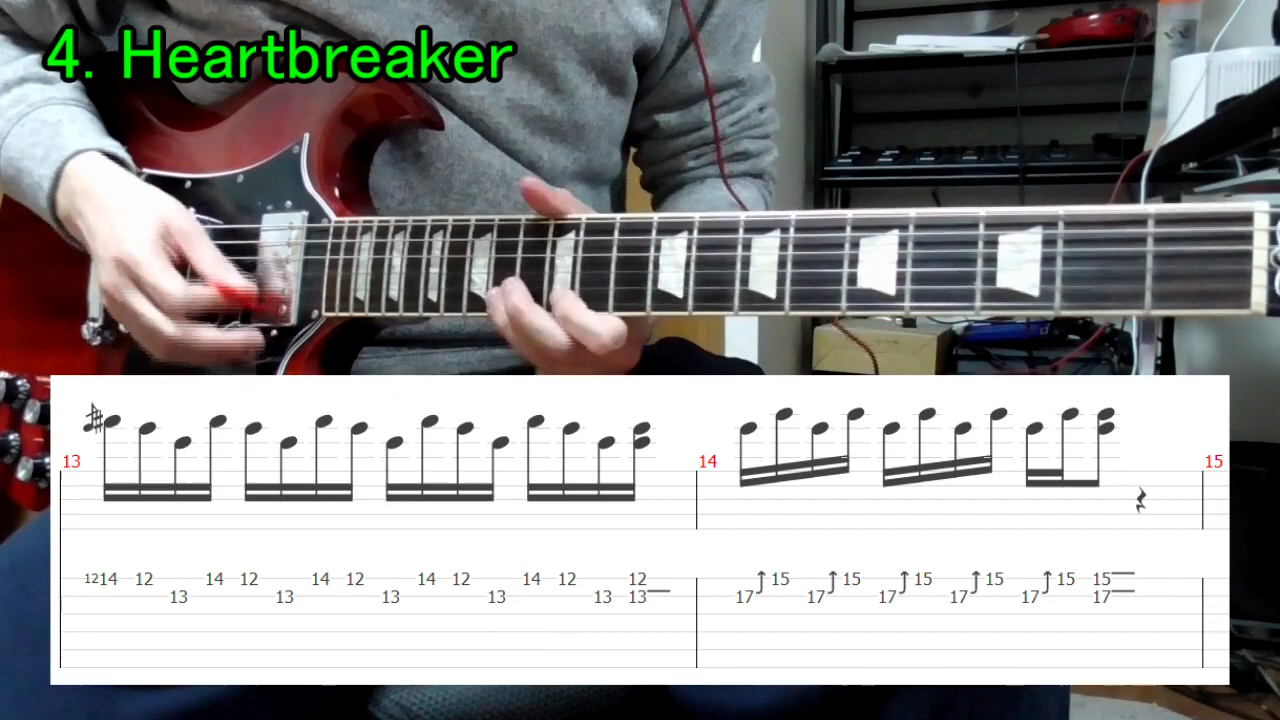 4. Heartbreaker
13 14 15
12 14 12 14 12 14 12 14 12 14 12 12 15 15 15 15 15 15
13 13 13 13 13 13 17 17 17 17 17 17